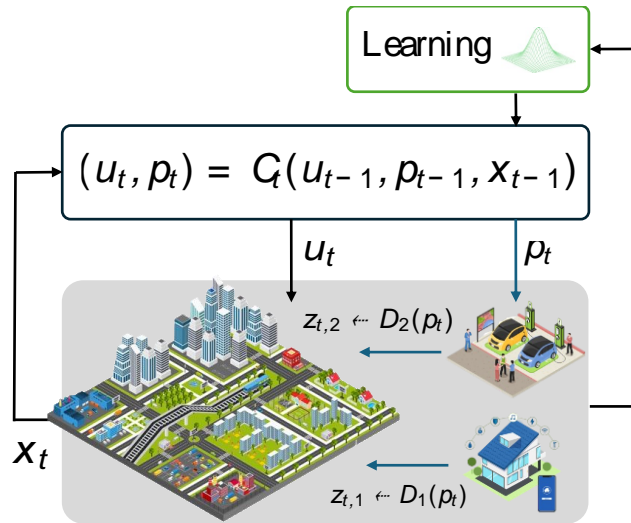 Learning
(u_t, p_t) = C_t(u_{t-1}, p_{t-1}, x_{t-1})
u_t
p_t
z_{t,2} ⇠ D_2(p_t)
x_t
z_{t,1} ⇠ D_1(p_t)